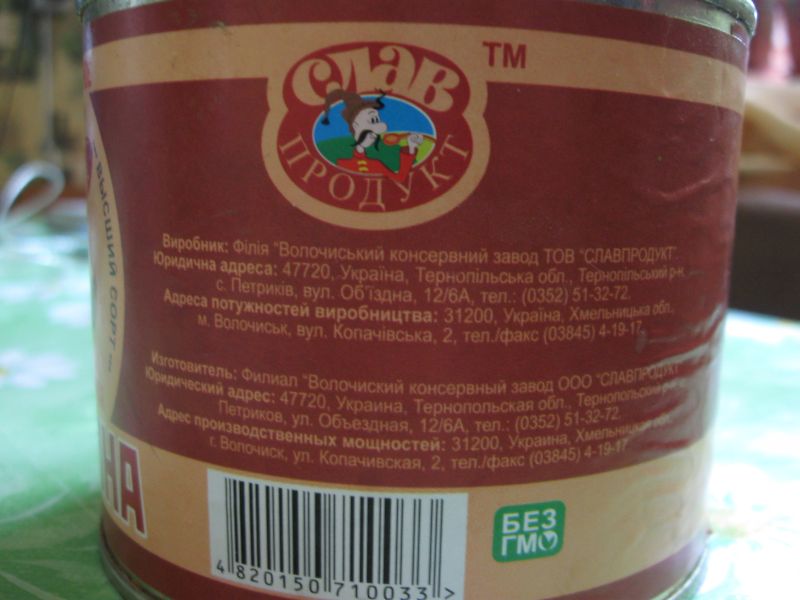 СЛАВ
ТМ
ПРОДУКТ
ВЫСШИЙ СОРТ
Виробник: Філія "Волочиський консервний завод ТОВ "СЛАВПРОДУКТ".
Юридична адреса: 47720, Україна, Тернопільська обл., Тернопільський р-н.
с. Петриків, вул. Об'їздна, 12/6А, тел.: (0352) 51-32-72.
Адреса потужностей виробництва: 31200, Україна, Хмельницька обл.,
м. Волочиськ, вул. Копачівська, 2, тел./факс (03845) 4-19-17.
Изготовитель: Филиал "Волочиский консервный завод ООО "СЛАВПРОДУКТ
Юридический адрес: 47720, Украина, Тернопольская обл., Тернопольский р-н
Петриков, ул. Объездная, 12/6А, тел.: (0352) 51-32-72.
Адрес производственных мощностей: 31200, Украина, Хмельницкая обл.
г. Волочиск, ул. Копачивская, 2, тел./факс (03845) 4-19-17
НА
БЕЗ
ГМО
4 820150 710033 >